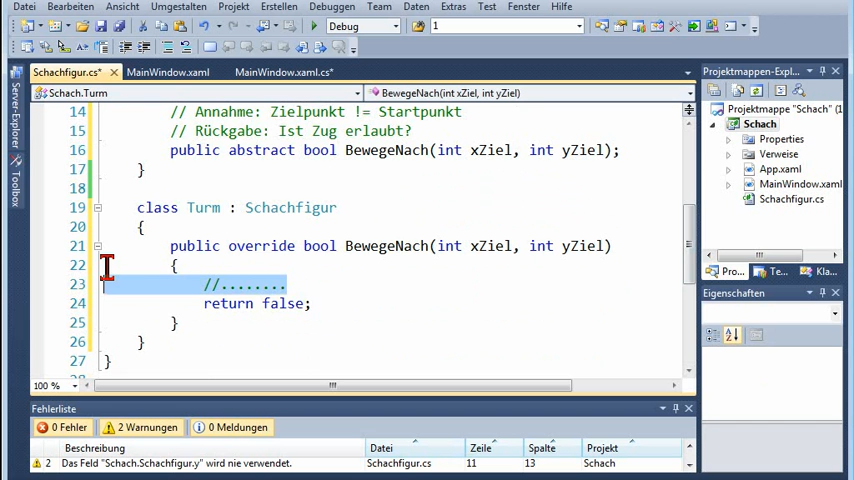 Datei Bearbeiten Ansicht Umgestalten Projekt Erstellen Debuggen Team Daten Extras Test Fenster Hilfe
Debug 1
Schachfigur.cs* MainWindow.xaml MainWindow.xaml.cs*
Schach.Turm BewegeNach(int xZiel, int yZiel)
14 // Annahme: Zielpunkt != Startpunkt
15 // Rückgabe: Ist Zug erlaubt?
16 public abstract bool BewegeNach(int xZiel, int yZiel);
17 }
18
19 class Turm : Schachfigur
20 {
21 public override bool BewegeNach(int xZiel, int yZiel)
22 {
23 //........
24 return false;
25 }
26 }
27 }
100 %
Server-Explorer
Toolbox
Fehlerliste
0 Fehler 2 Warnungen 0 Meldungen
Beschreibung Datei Zeile Spalte Projekt
2 Das Feld "Schach.Schachfigur.y" wird nie verwendet. Schachfigur.cs 11 13 Schach
Projektmappen-Expl...
Projektmappe "Schach" (1
Schach
Properties
Verweise
App.xaml
MainWindow.xaml
Schachfigur.cs
Pro... Te... Kla...
Eigenschaften